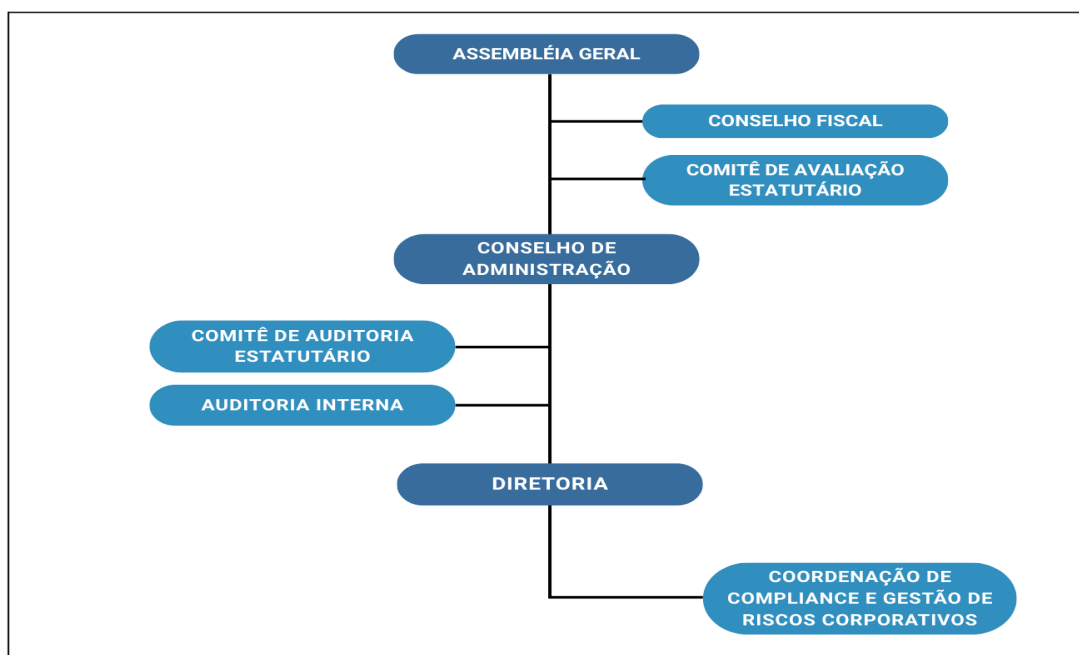 ASSEMBLÉIA GERAL
CONSELHO FISCAL
COMITÊ DE AVALIAÇÃO
ESTATUTÁRIO
CONSELHO DE
ADMINISTRAÇÃO
COMITÊ DE AUDITORIA
ESTATUTÁRIO
AUDITORIA INTERNA
DIRETORIA
COORDENAÇÃO DE
COMPLIANCE E GESTÃO DE
RISCOS CORPORATIVOS